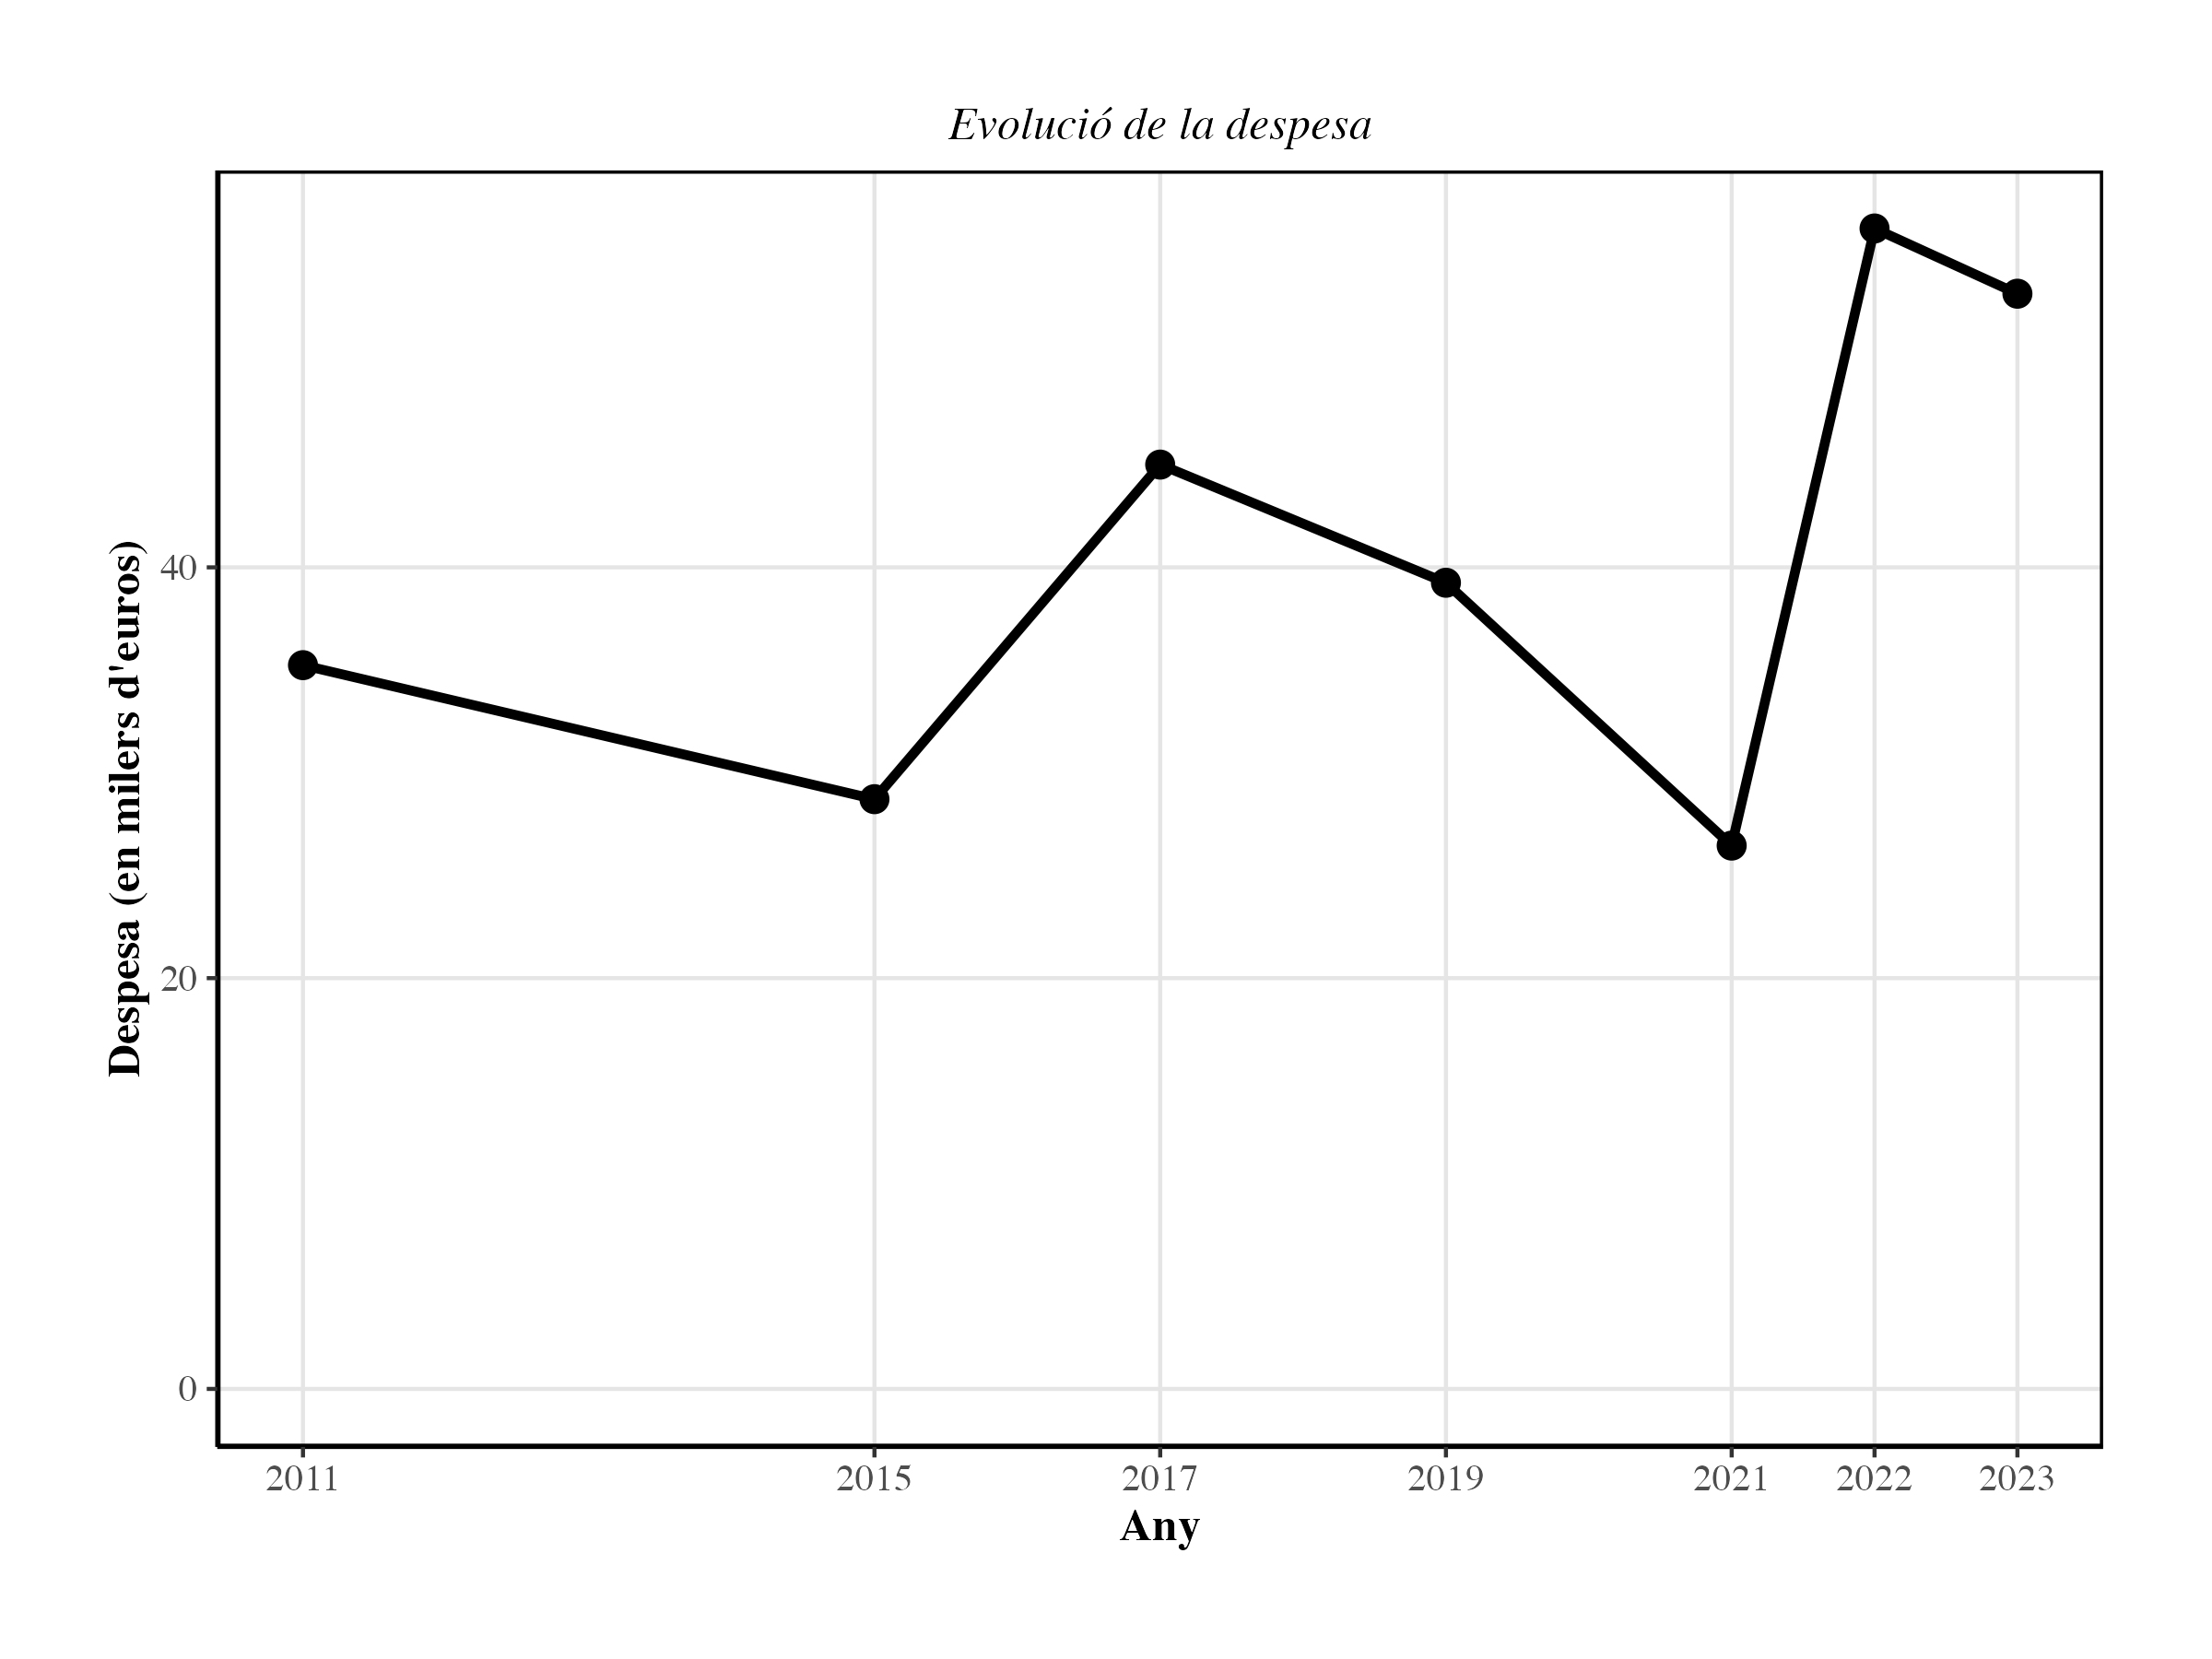 Evolució de la despesa
Despesa (en milers d'euros)
40
20
0
2011 2015 2017 2019 2021 2022 2023
Any